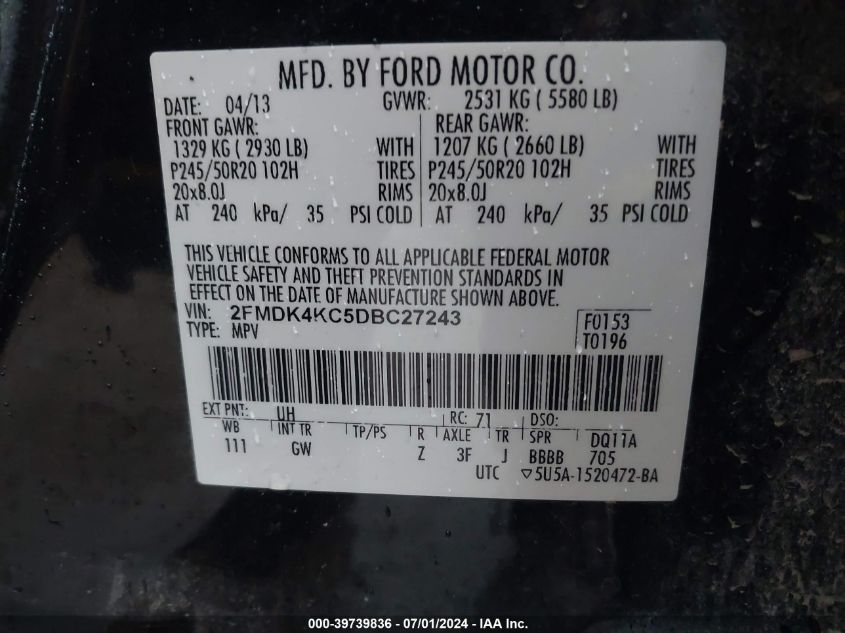 MFD. BY FORD MOTOR CO.
DATE: 04/13 GVWR: 2531 KG ( 5580 LB)
FRONT GAWR: REAR GAWR:
1329 KG ( 2930 LB) WITH 1207 KG ( 2660 LB) WITH
P245/50R20 102H TIRES P245/50R20 102H TIRES
20x8.0J RIMS 20x8.0J RIMS
AT 240 kPa/ 35 PSI COLD AT 240 kPa/ 35 PSI COLD
THIS VEHICLE CONFORMS TO ALL APPLICABLE FEDERAL MOTOR
VEHICLE SAFETY AND THEFT PREVENTION STANDARDS IN
EFFECT ON THE DATE OF MANUFACTURE SHOWN ABOVE.
VIN: 2FMDK4KC5DBC27243 F0153
TYPE: MPV T0196
EXT PNT: UH RC: 71 DSO:
WB INT TR TP/PS R AXLE TR SPR DQ11A
111 GW Z 3F J BBBB 705
UTC ▽5U5A-1520472-BA
000-39739836 - 07/01/2024 - IAA Inc.